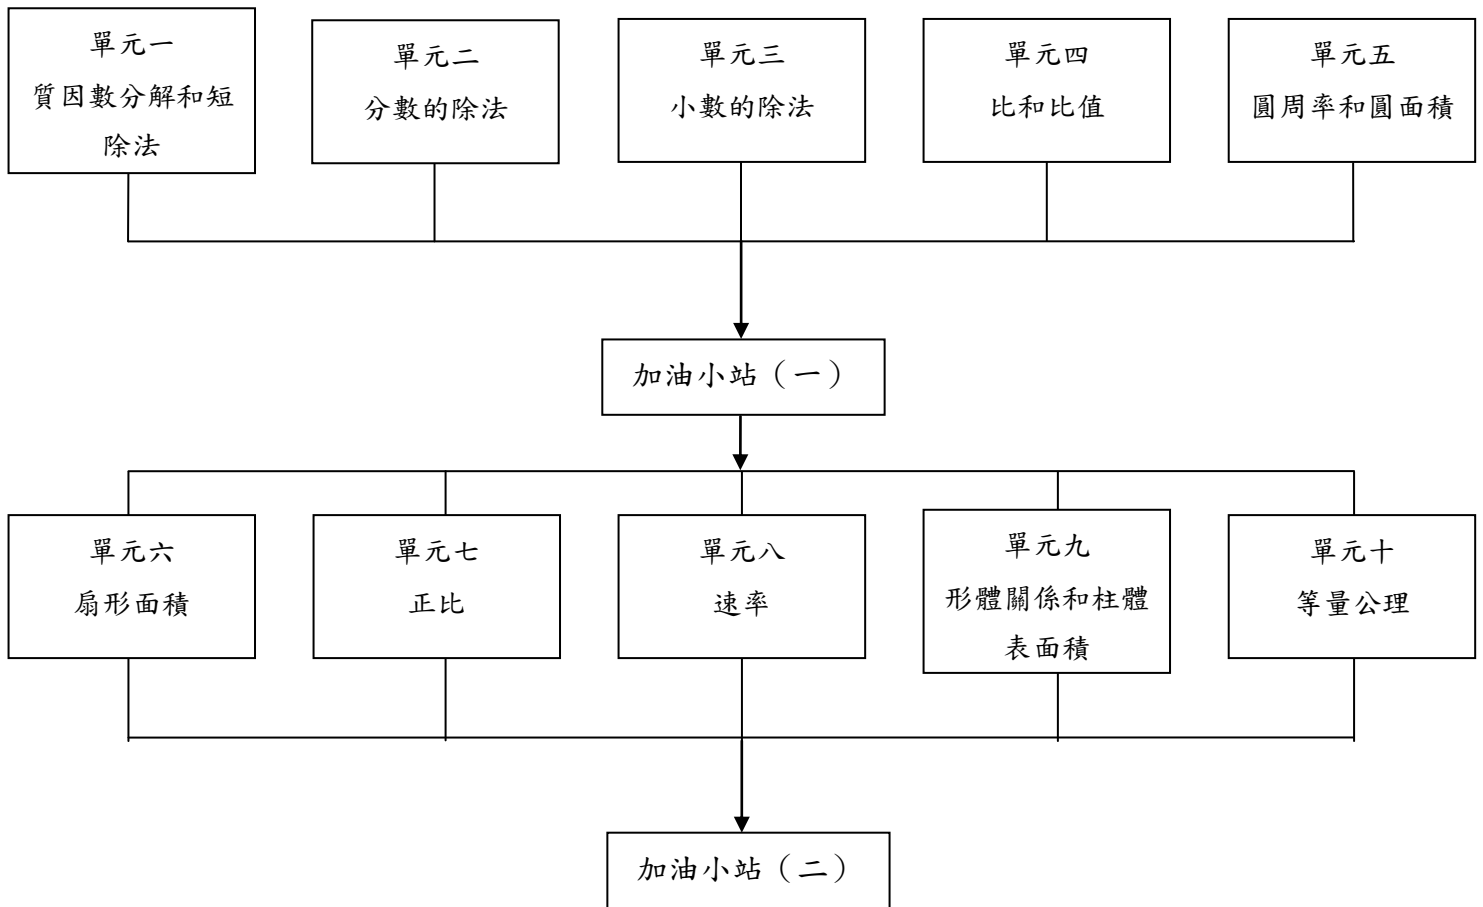 單元一
質因數分解和短
除法
單元二
分數的除法
單元三
小數的除法
單元四
比和比值
單元五
圓周率和圓面積
加油小站（一）
單元六
扇形面積
單元七
正比
單元八
速率
單元九
形體關係和柱體
表面積
單元十
等量公理
加油小站（二）